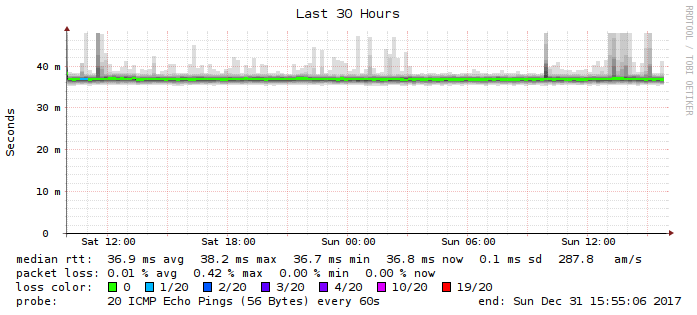 Last 30 Hours
RRDTOOL / TOBI OETIKER
Seconds
40 m
30 m
20 m
10 m
0
Sat 12:00 Sat 18:00 Sun 00:00 Sun 06:00 Sun 12:00
median rtt: 36.9 ms avg 38.2 ms max 36.7 ms min 36.8 ms now 0.1 ms sd 287.8 am/s
packet loss: 0.01 % avg 0.42 % max 0.00 % min 0.00 % now
loss color: 0 1/20 2/20 3/20 4/20 10/20 19/20
probe: 20 ICMP Echo Pings (56 Bytes) every 60s end: Sun Dec 31 15:55:06 2017